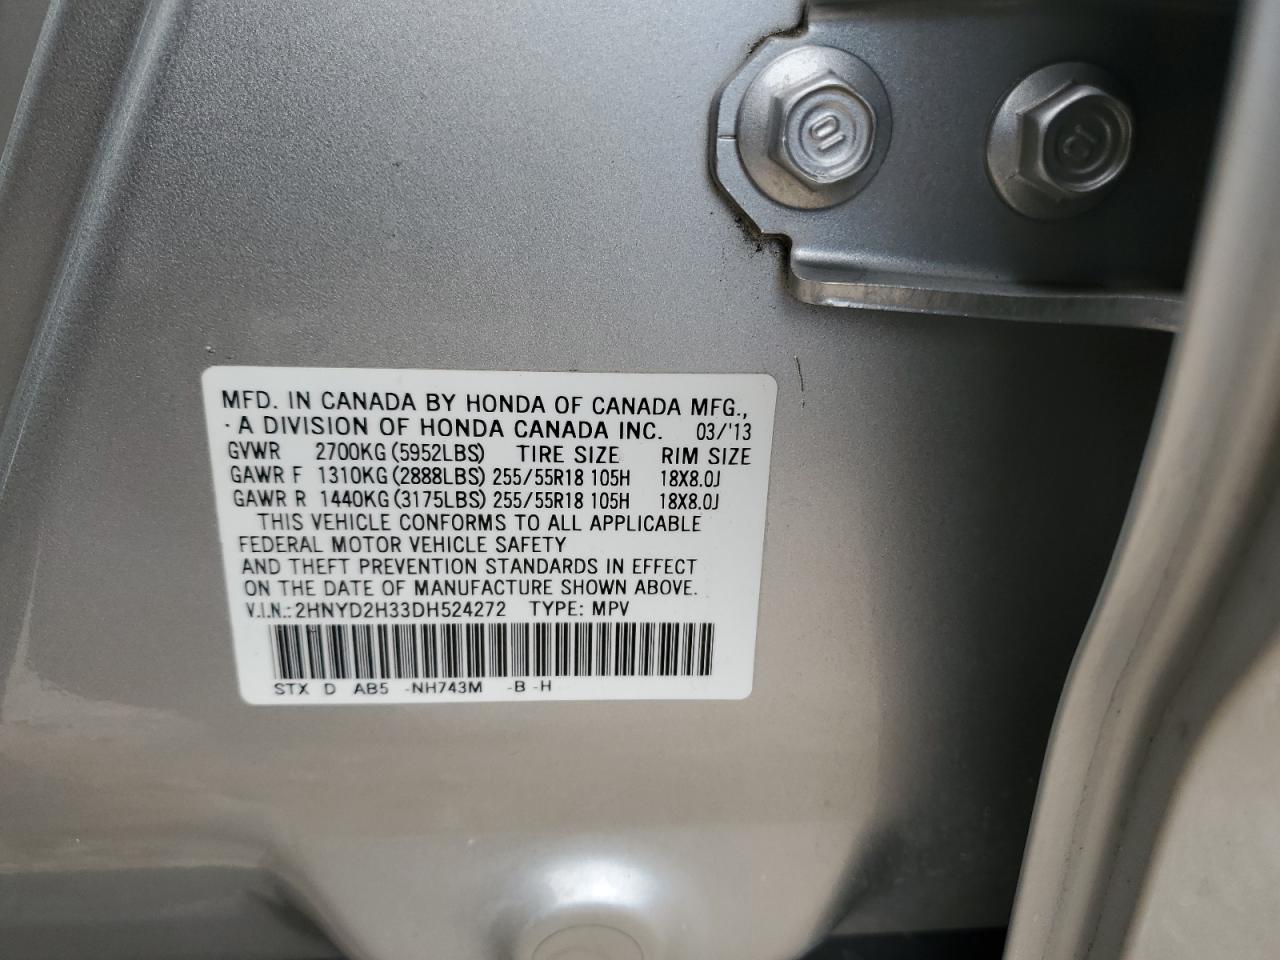 10
10
MFD. IN CANADA BY HONDA OF CANADA MFG.,
A DIVISION OF HONDA CANADA INC. 03/'13
GVWR 2700KG (5952LBS) TIRE SIZE RIM SIZE
GAWR F 1310KG (2888LBS) 255/55R18 105H 18X8.0J
GAWR R 1440KG (3175LBS) 255/55R18 105H 18X8.0J
THIS VEHICLE CONFORMS TO ALL APPLICABLE
FEDERAL MOTOR VEHICLE SAFETY
AND THEFT PREVENTION STANDARDS IN EFFECT
ON THE DATE OF MANUFACTURE SHOWN ABOVE.
V.I.N.: 2HNYD2H33DH524272 TYPE: MPV
STX D AB5 -NH743M -B -H